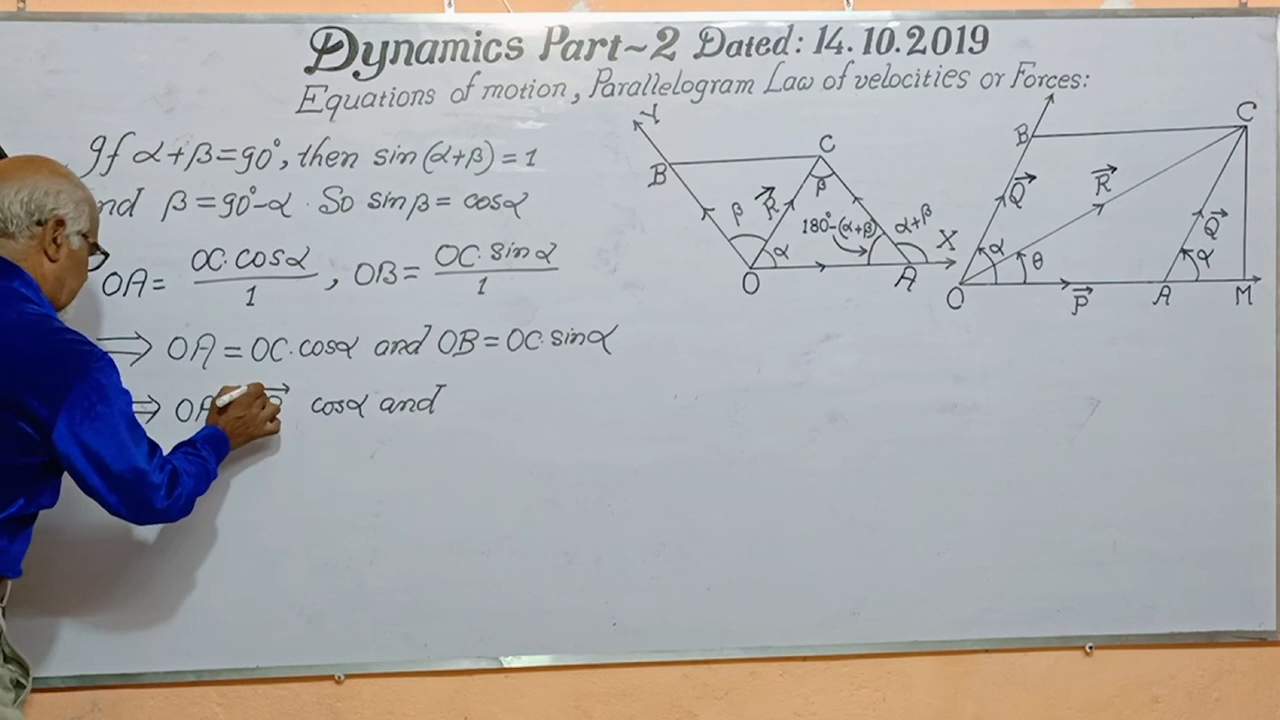 Dynamics Part~2 Dated: 14.10.2019
Equations of motion, Parallelogram Law of velocities or Forces:
If α+β=90°, then sin(α+β)=1
nd β=90°-α. So sinβ = cosα
OA = OC.cosα/1, OB = OC.sinα/1
⟹ OA = OC.cosα and OB = OC.sinα
⟹ OA cosα and
Y
B
C
β
β
R⃗
180°-(α+β)
α+β
α
X
O
A
B
C
Q⃗
R⃗
Q⃗
α
θ
α
O
P⃗
A
M